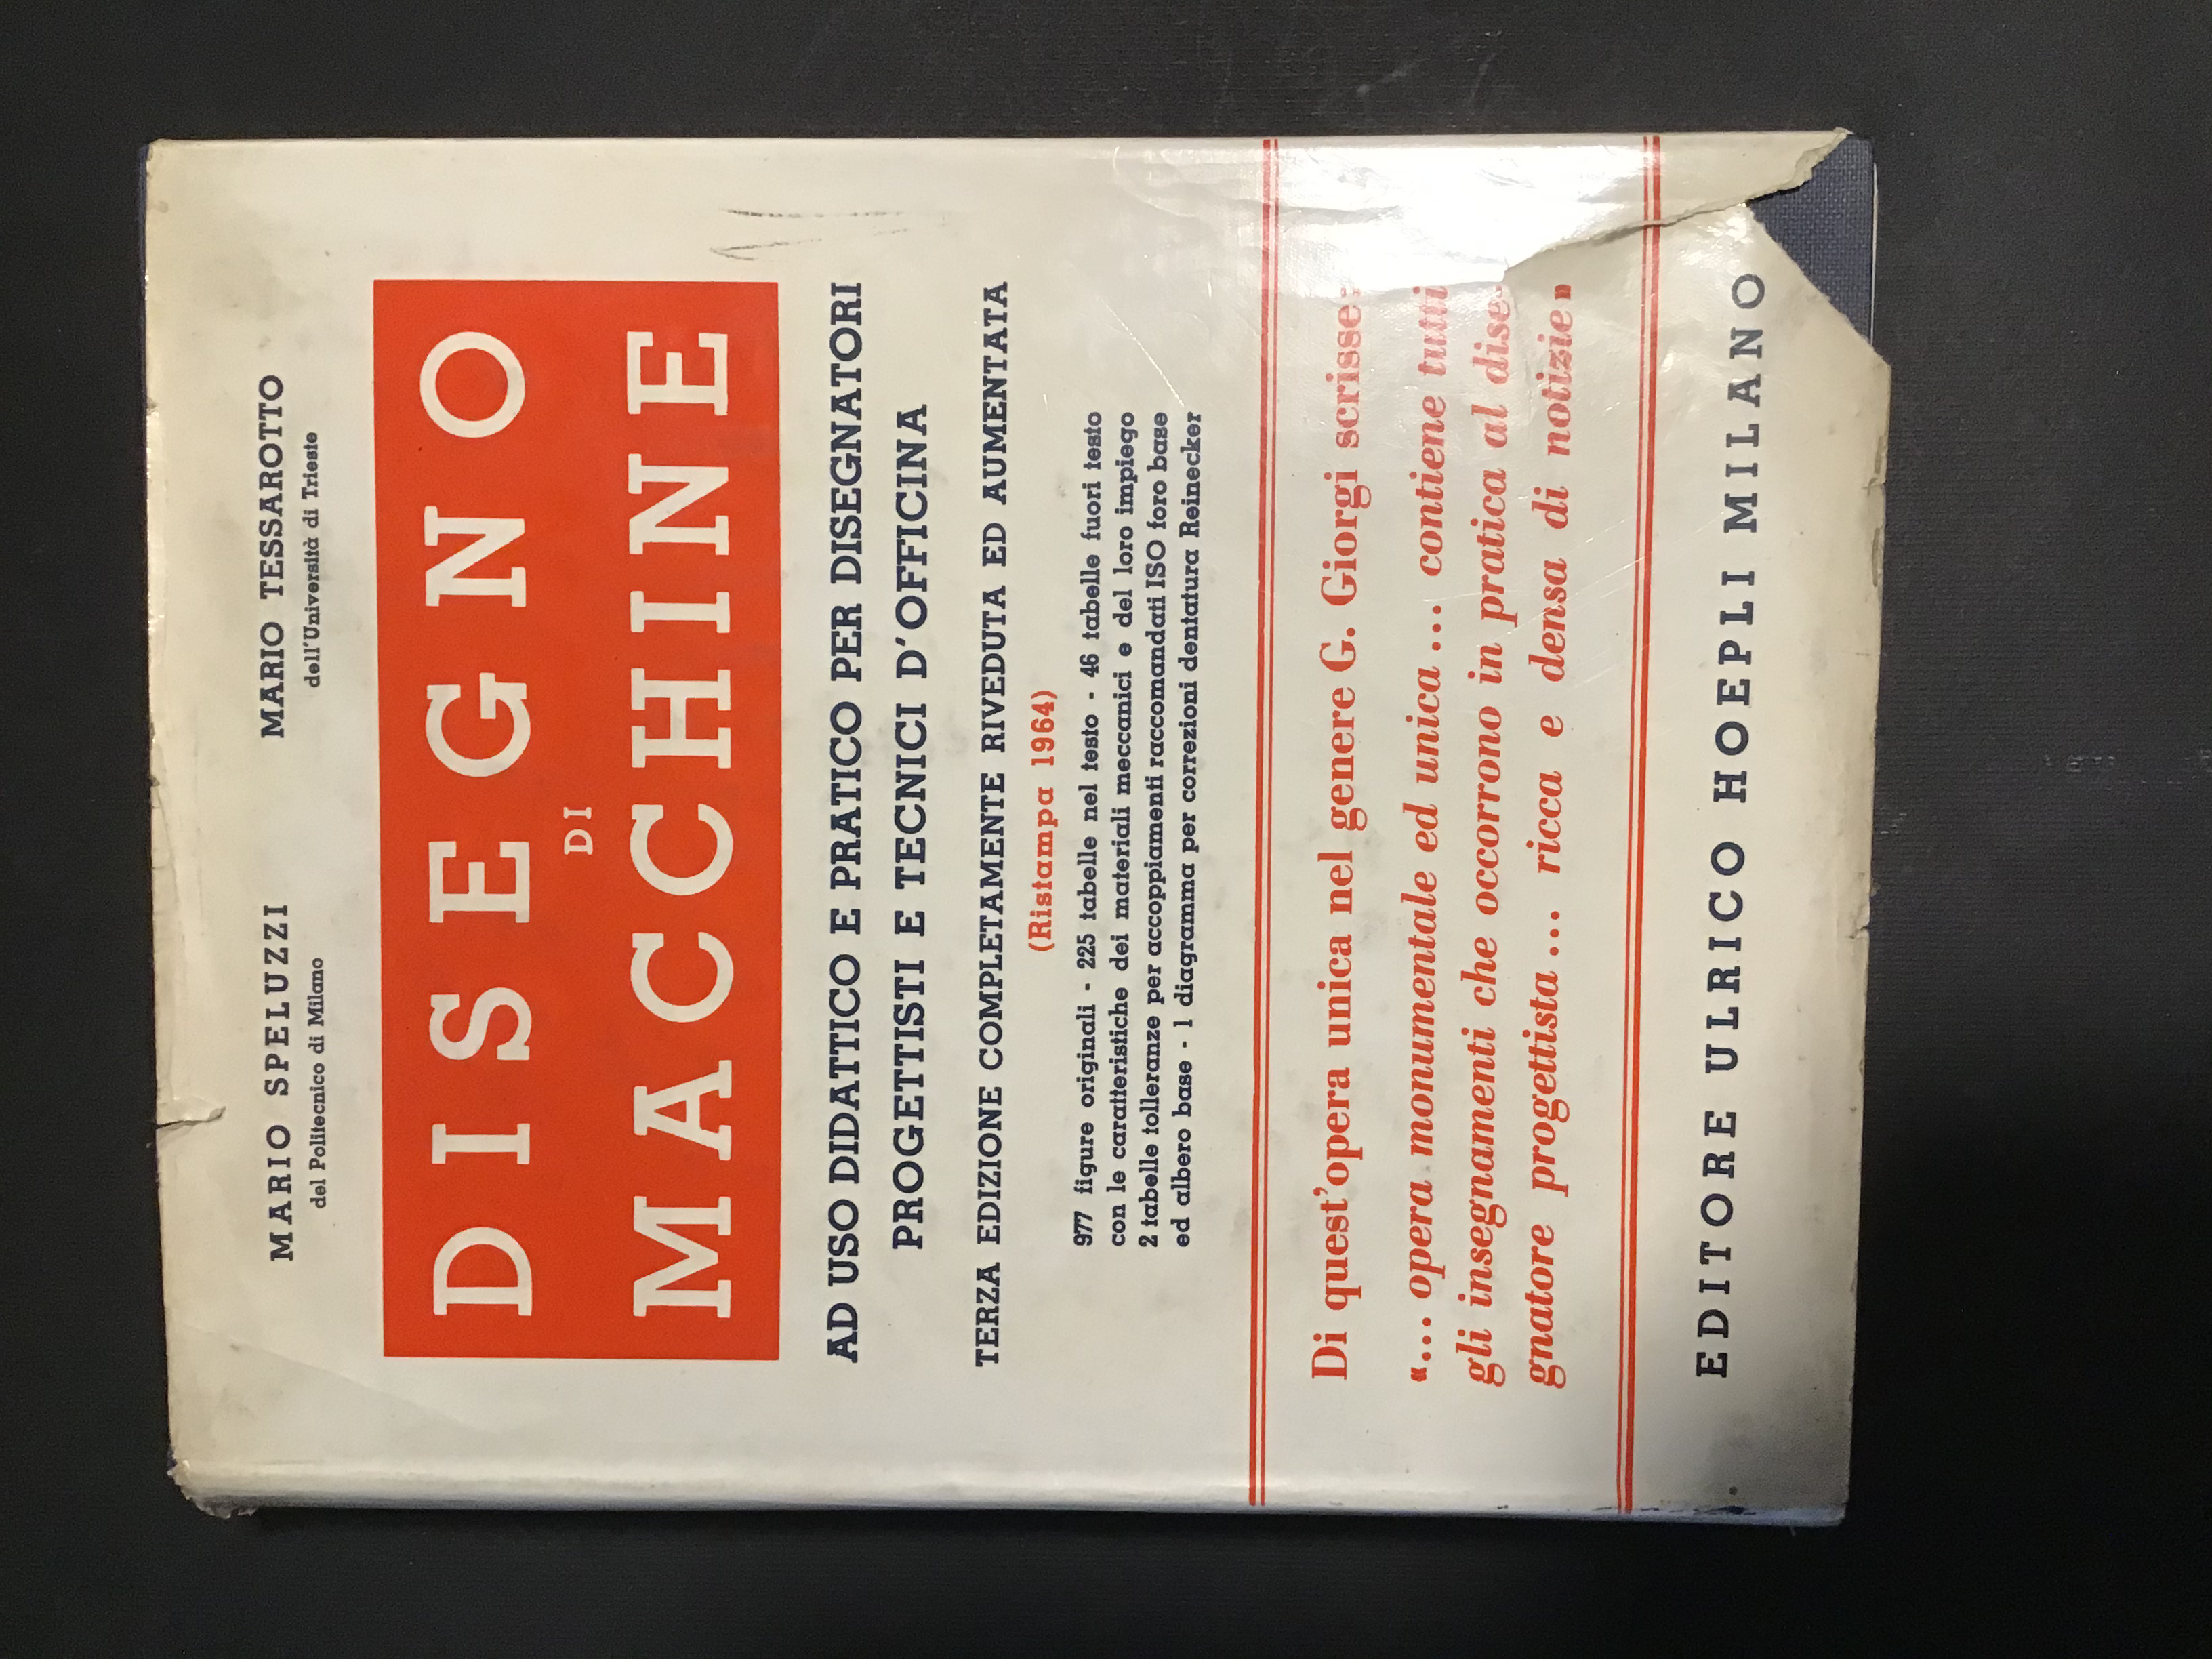 MARIO SPELUZZI
del Politecnico di Milano
MARIO TESSAROTTO
dell'Università di Trieste
DISEGNO
DI
MACCHINE
AD USO DIDATTICO E PRATICO PER DISEGNATORI
PROGETTISTI E TECNICI D'OFFICINA
TERZA EDIZIONE COMPLETAMENTE RIVEDUTA ED AUMENTATA
(Ristampa 1964)
977 figure originali - 225 tabelle nel testo - 46 tabelle fuori testo
con le caratteristiche dei materiali meccanici e del loro impiego
2 tabelle tolleranze per accoppiamenti raccomandati ISO foro base
ed albero base - 1 diagramma per correzioni dentatura Reinecker
Di quest'opera unica nel genere G. Giorgi scrisse:
«... opera monumentale ed unica ... contiene tutti
gli insegnamenti che occorrono in pratica al dise-
gnatore progettista ... ricca e densa di notizie»
EDITORE ULRICO HOEPLI MILANO